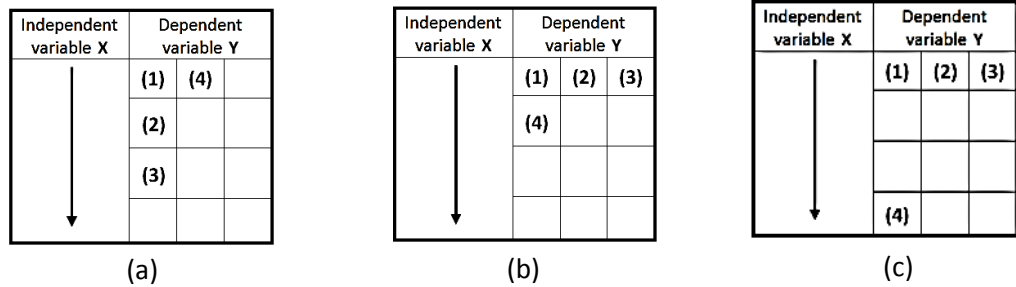 Independent variable X
Dependent variable Y
(1) (4)
(2)
(3)
(a)
Independent variable X
Dependent variable Y
(1) (2) (3)
(4)
(b)
Independent variable X
Dependent variable Y
(1) (2) (3)
(4)
(c)